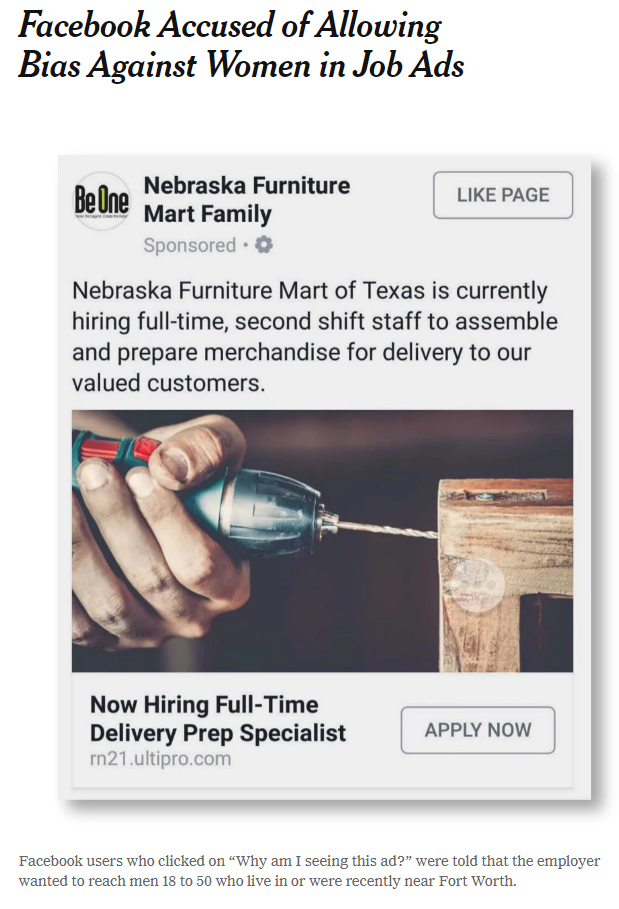 Facebook Accused of Allowing
Bias Against Women in Job Ads
BeOne
Nebraska Furniture
Mart Family
LIKE PAGE
Sponsored ·
Nebraska Furniture Mart of Texas is currently
hiring full-time, second shift staff to assemble
and prepare merchandise for delivery to our
valued customers.
Now Hiring Full-Time
Delivery Prep Specialist
rn21.ultipro.com
APPLY NOW
Facebook users who clicked on “Why am I seeing this ad?” were told that the employer
wanted to reach men 18 to 50 who live in or were recently near Fort Worth.